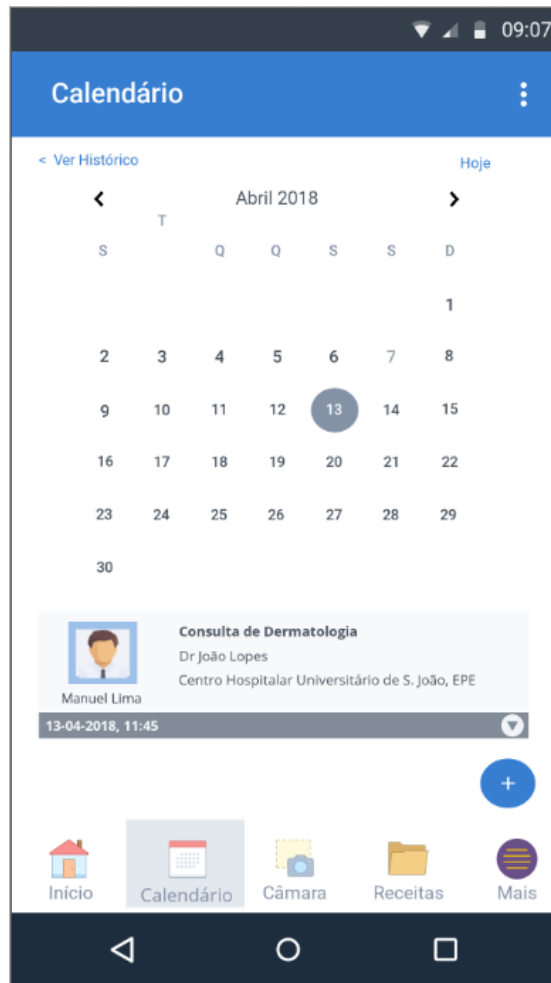 09:07
Calendário
< Ver Histórico
Hoje
Abril 2018
S T Q Q S S D
1
2 3 4 5 6 7 8
9 10 11 12 13 14 15
16 17 18 19 20 21 22
23 24 25 26 27 28 29
30
Consulta de Dermatologia
Dr João Lopes
Centro Hospitalar Universitário de S. João, EPE
Manuel Lima
13-04-2018, 11:45
+
Início Calendário Câmara Receitas Mais